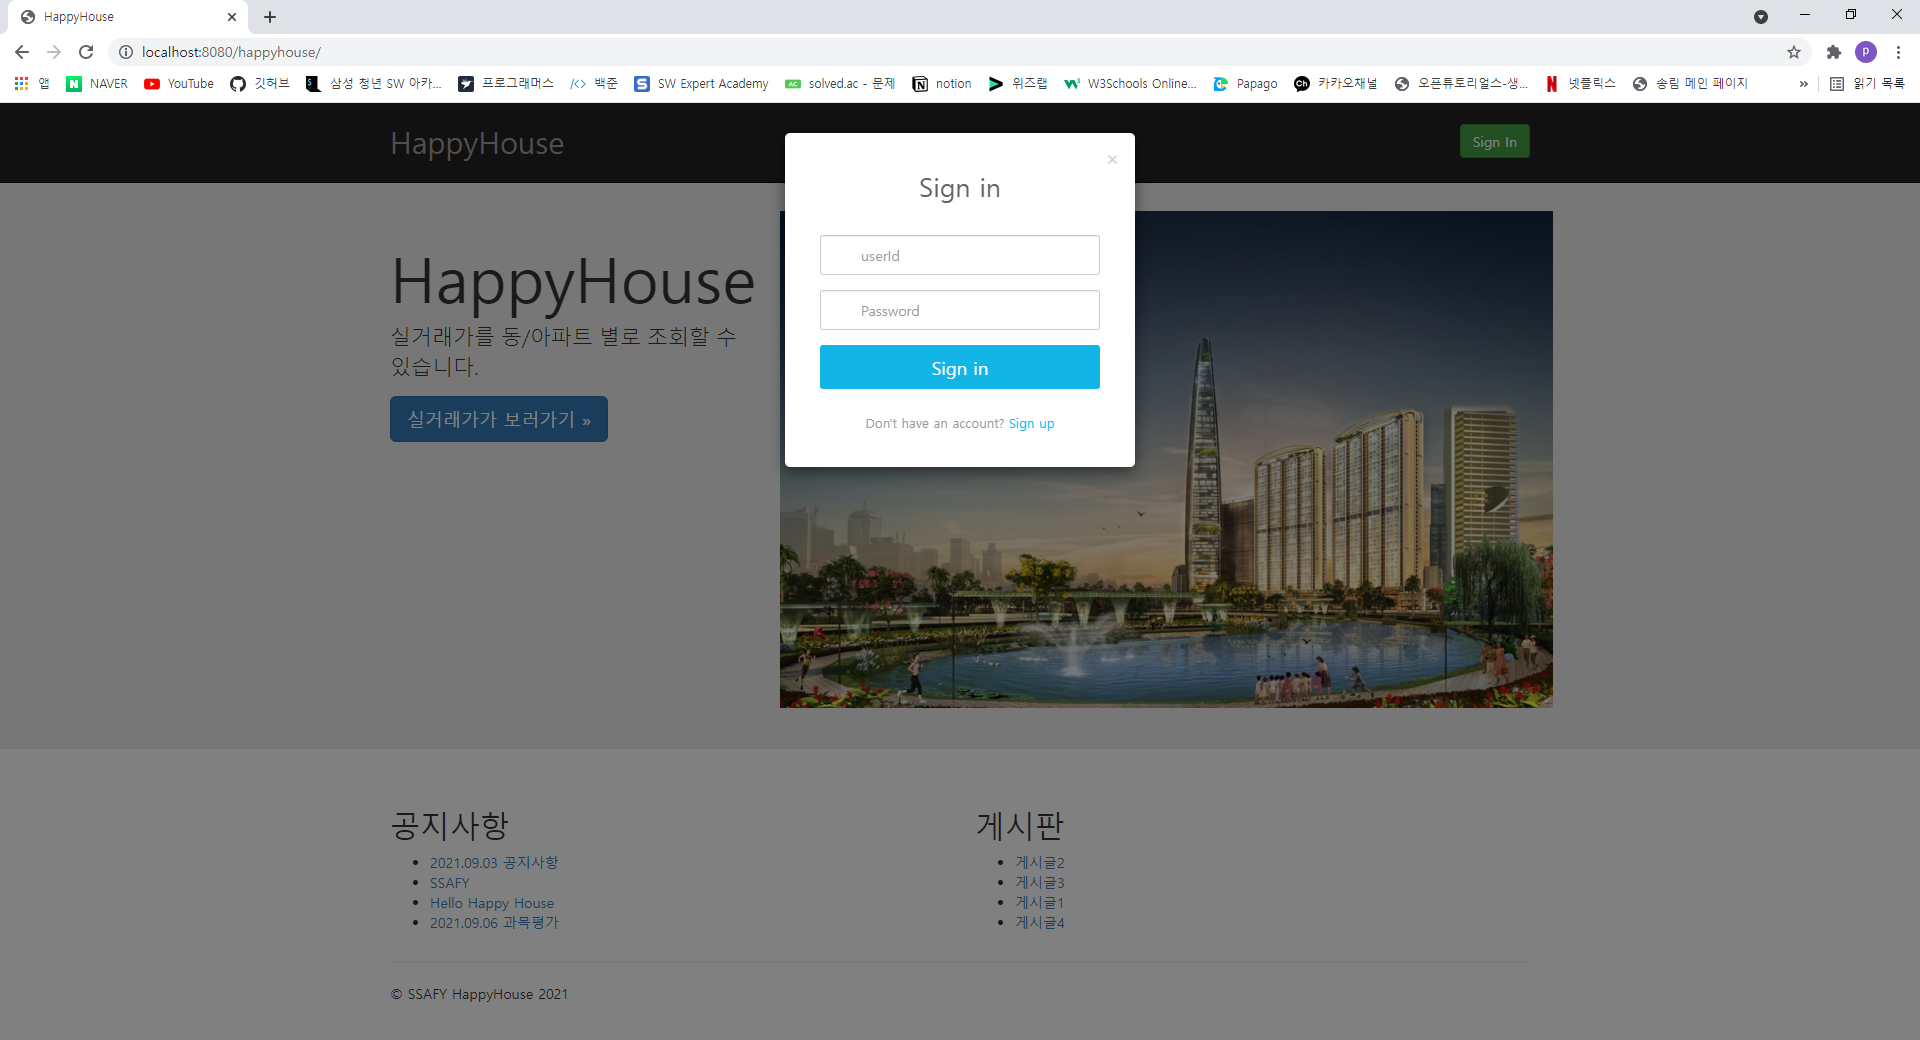 HappyHouse
localhost:8080/happyhouse/
P
앱 NAVER YouTube 깃허브 삼성 청년 SW 아카... 프로그래머스 백준 SW Expert Academy solved.ac - 문제 notion 위즈랩 W3Schools Online... Papago 카카오채널 오픈튜토리얼스-생... 넷플릭스 송림 메인 페이지 » 읽기 목록
HappyHouse
Sign In
×
Sign in
userId
Password
Sign in
Don't have an account? Sign up
HappyHouse
실거래가를 동/아파트 별로 조회할 수
있습니다.
실거래가가 보러가기 »
공지사항
2021.09.03 공지사항
SSAFY
Hello Happy House
2021.09.06 과목평가
게시판
게시글2
게시글3
게시글1
게시글4
© SSAFY HappyHouse 2021